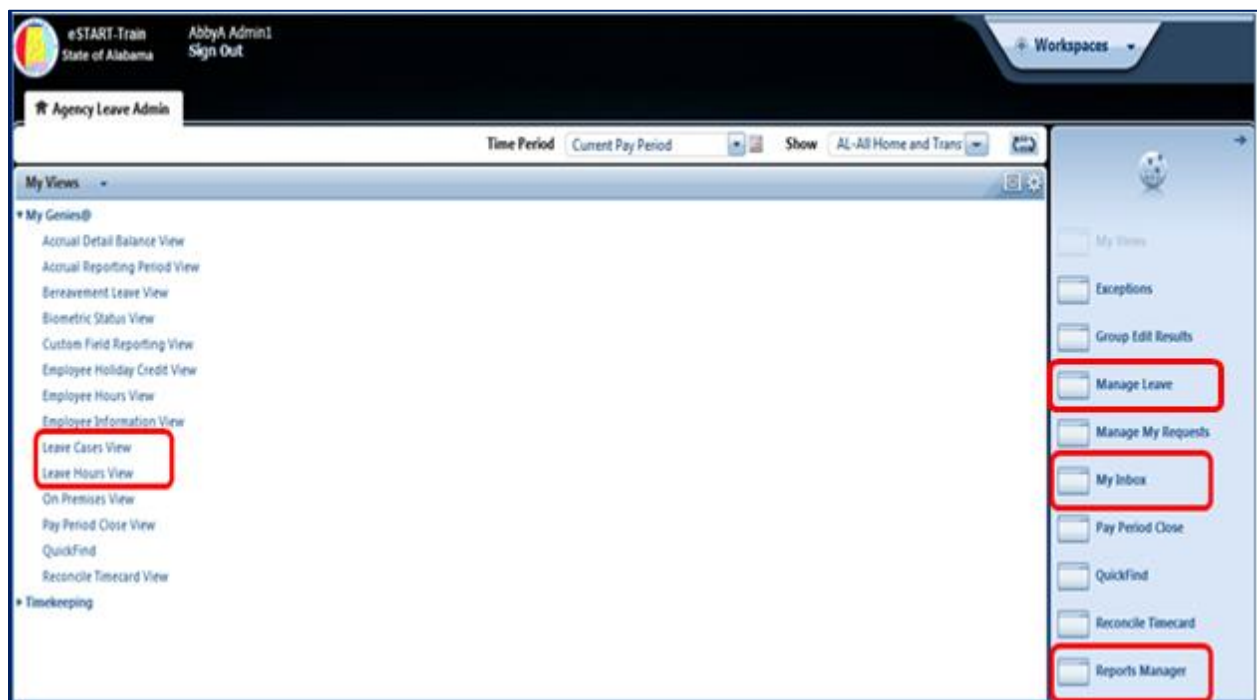 eSTART-Train
State of Alabama
AbbyA Admin1
Sign Out
Workspaces
Agency Leave Admin
Time Period Current Pay Period Show AL-All Home and Trans
My Views
My Genies®
Accrual Detail Balance View
Accrual Reporting Period View
Bereavement Leave View
Biometric Status View
Custom Field Reporting View
Employee Holiday Credit View
Employee Hours View
Employee Information View
Leave Cases View
Leave Hours View
On Premises View
Pay Period Close View
QuickFind
Reconcile Timecard View
Timekeeping
My Views
Exceptions
Group Edit Results
Manage Leave
Manage My Requests
My Inbox
Pay Period Close
QuickFind
Reconcile Timecard
Reports Manager